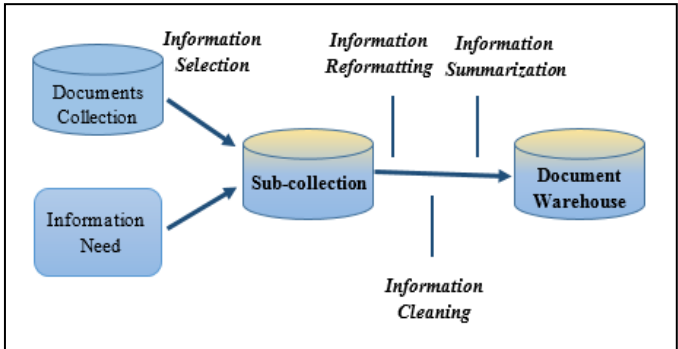 Information
Selection
Information
Reformatting
Information
Summarization
Documents
Collection
Sub-collection
Document
Warehouse
Information
Need
Information
Cleaning